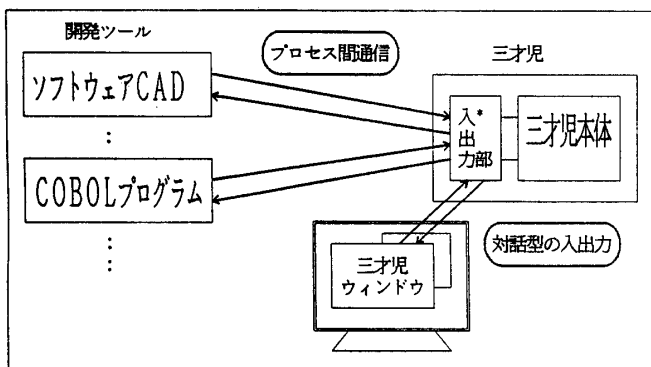 開発ツール
プロセス間通信
三才児
ソフトウェアCAD
入*
出
力部
三才児本体
:
COBOLプログラム
:
:
対話型の入出力
三才児
ウィンドウ